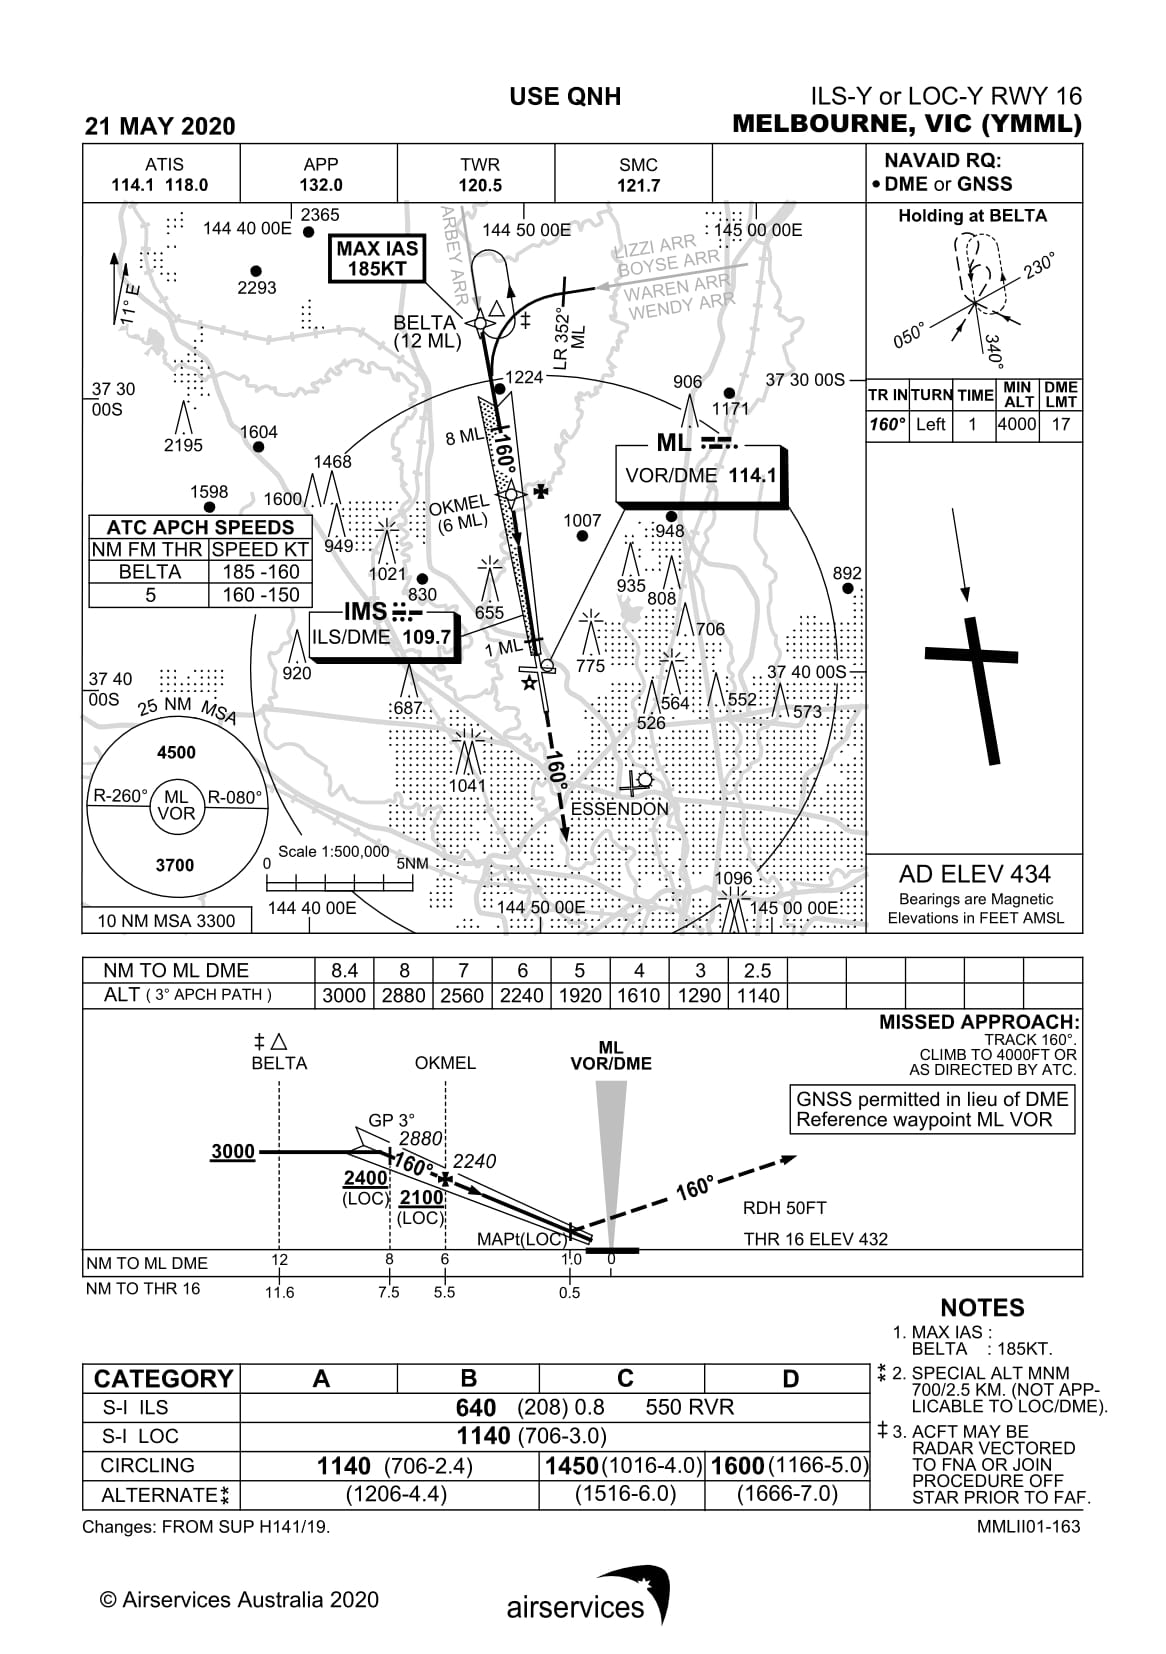 USE QNH
ILS-Y or LOC-Y RWY 16
21 MAY 2020
MELBOURNE, VIC (YMML)
ATIS
114.1 118.0
APP
132.0
TWR
120.5
SMC
121.7
NAVAID RQ:
• DME or GNSS
Holding at BELTA
230°
050°
340°
TR IN TURN TIME MIN ALT DME LMT
160° Left 1 4000 17
144 40 00E
2365
144 50 00E
145 00 00E
MAX IAS
185KT
ARBEY ARR
LIZZI ARR
BOYSE ARR
WAREN ARR
WENDY ARR
2293
11° E
BELTA
(12 ML)
‡
LR 352°
ML
37 30
00S
1224
906
37 30 00S
1171
2195
1604
8 ML
160°
ML
VOR/DME 114.1
1468
1600
1598
949
OKMEL
(6 ML)
1007
948
ATC APCH SPEEDS
NM FM THR SPEED KT
BELTA 185 -160
5 160 -150
1021
830
655
935
808
892
IMS
ILS/DME 109.7
706
1 ML
775
920
37 40
00S
37 40 00S
687
564
526
552
573
25 NM MSA
4500
R-260°
ML
VOR
R-080°
3700
10 NM MSA 3300
1041
160°
ESSENDON
Scale 1:500,000
0 5NM
1096
144 40 00E
144 50 00E
145 00 00E
AD ELEV 434
Bearings are Magnetic
Elevations in FEET AMSL
NM TO ML DME 8.4 8 7 6 5 4 3 2.5
ALT ( 3° APCH PATH ) 3000 2880 2560 2240 1920 1610 1290 1140
MISSED APPROACH:
TRACK 160°.
CLIMB TO 4000FT OR
AS DIRECTED BY ATC.
‡
BELTA
OKMEL
ML
VOR/DME
GNSS permitted in lieu of DME
Reference waypoint ML VOR
GP 3°
2880
3000
160°
2240
2400
(LOC)
2100
(LOC)
160°
RDH 50FT
MAPt(LOC)
THR 16 ELEV 432
NM TO ML DME 12 8 6 1.0 0
NM TO THR 16 11.6 7.5 5.5 0.5
NOTES
1. MAX IAS :
BELTA : 185KT.
2. SPECIAL ALT MNM
700/2.5 KM. (NOT APP-
LICABLE TO LOC/DME).
‡ 3. ACFT MAY BE
RADAR VECTORED
TO FNA OR JOIN
PROCEDURE OFF
STAR PRIOR TO FAF.
CATEGORY A B C D
S-I ILS 640 (208) 0.8 550 RVR
S-I LOC 1140 (706-3.0)
CIRCLING 1140 (706-2.4) 1450 (1016-4.0) 1600 (1166-5.0)
ALTERNATE (1206-4.4) (1516-6.0) (1666-7.0)
Changes: FROM SUP H141/19.
MMLII01-163
© Airservices Australia 2020
airservices